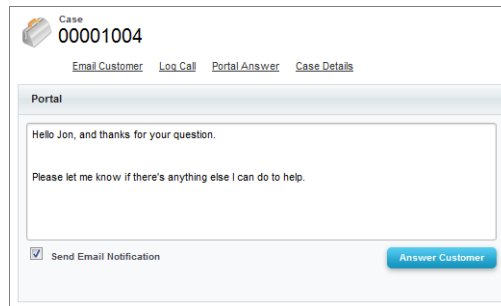 Case
00001004
Email Customer Log Call Portal Answer Case Details
Portal
Hello Jon, and thanks for your question.
Please let me know if there's anything else I can do to help.
Send Email Notification Answer Customer